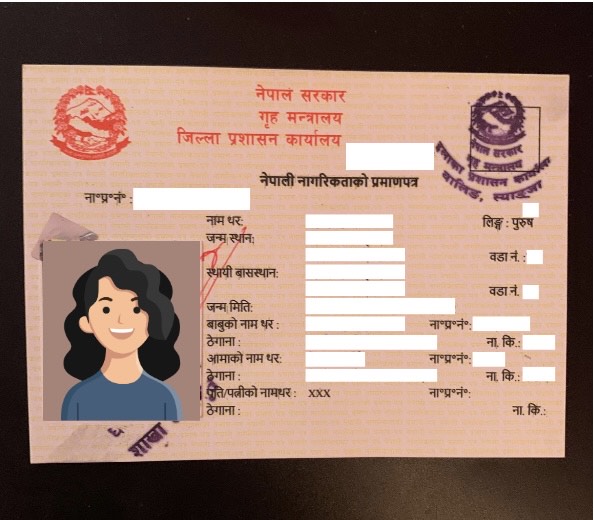 नेपाल सरकार
गृह मन्त्रालय
जिल्ला प्रशासन कार्यालय
नेपाल सरकार
गृह मन्त्रालय
इलाका प्रशासन कार्यालय
वालिङ, स्याङ्जा
नेपाली नागरिकताको प्रमाणपत्र
ना॰प्र॰नं॰ :
नाम थर: लिङ्ग : पुरुष
जन्म स्थान:
वडा नं. :
स्थायी बासस्थान:
वडा नं.
जन्म मिति:
बाबुको नाम थर : ना॰प्र॰नं॰:
ठेगाना : ना. कि.:
आमाको नाम थर: ना॰प्र॰नं॰:
ठेगाना : ना. कि.:
पति/पत्नीको नामथर : xxx ना॰प्र॰नं॰:
ठेगाना : ना. कि.:
शाखा